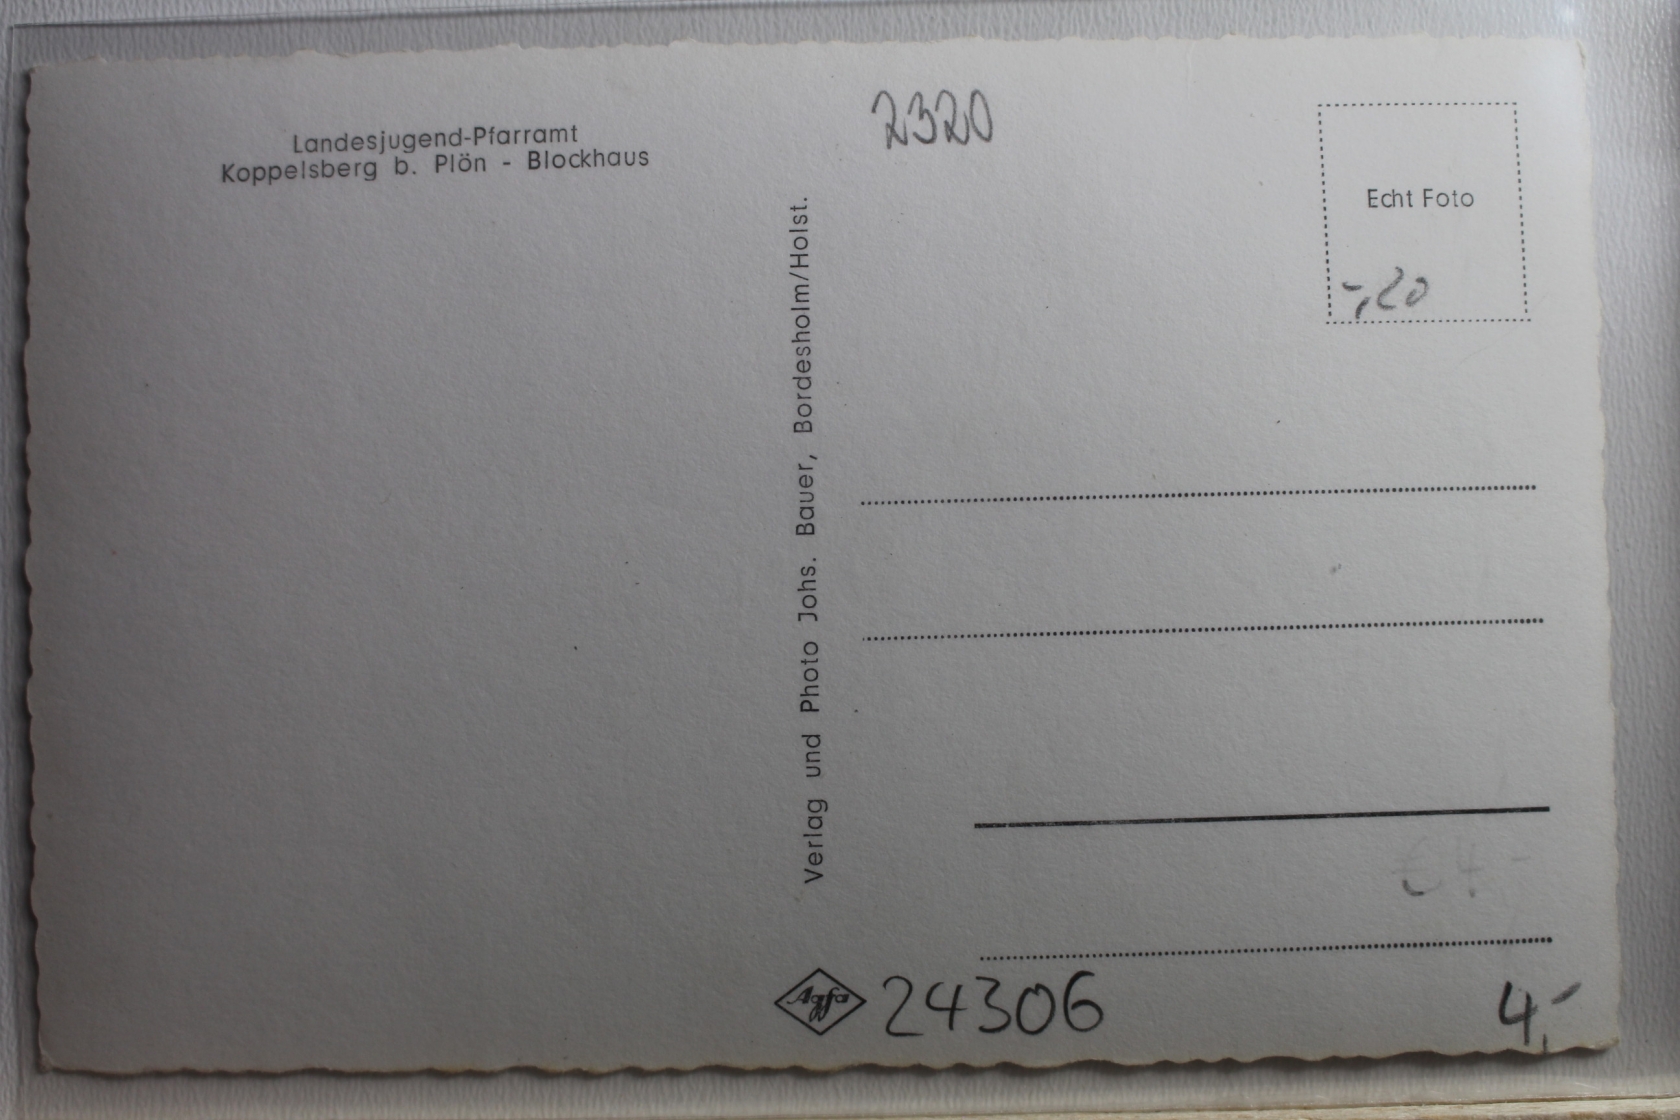 Landesjugend-Pfarramt
Koppelsberg b. Plön - Blockhaus
Verlag und Photo Johs. Bauer, Bordesholm/Holst.
2320
Echt Foto
-,20
€4,-
Agfa
24306
4,-